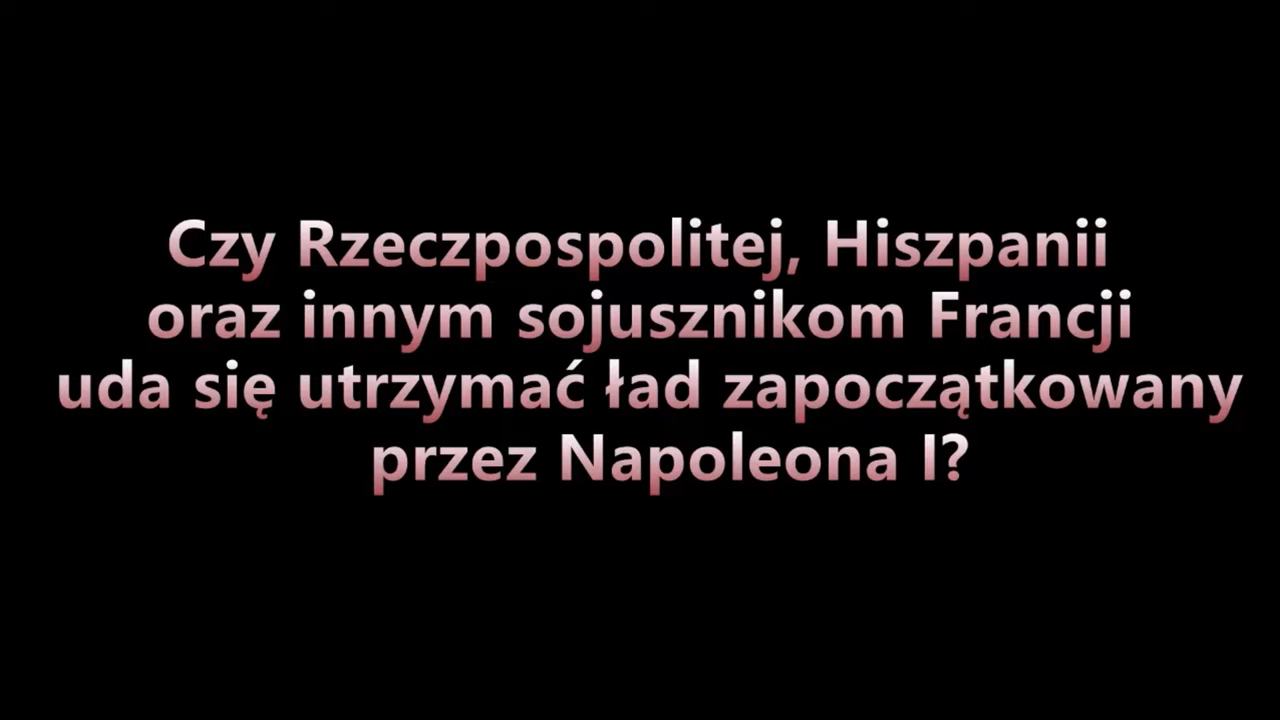 Czy Rzeczpospolitej, Hiszpanii
oraz innym sojusznikom Francji
uda się utrzymać ład zapoczątkowany
przez Napoleona I?